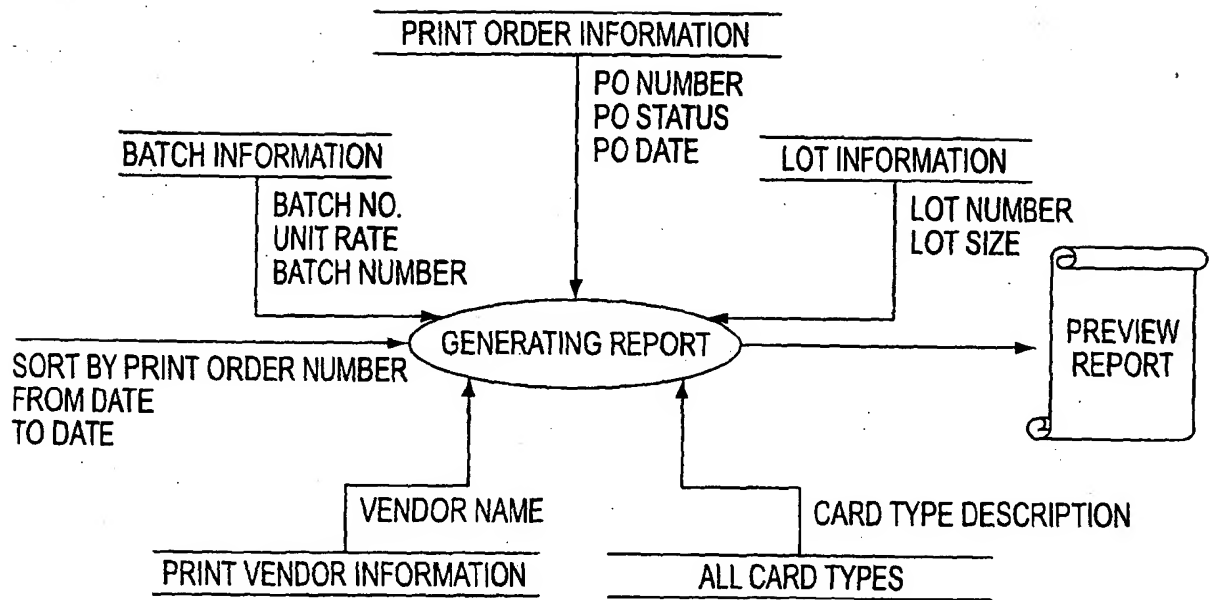 PRINT ORDER INFORMATION
PO NUMBER
PO STATUS
PO DATE
BATCH INFORMATION
BATCH NO.
UNIT RATE
BATCH NUMBER
LOT INFORMATION
LOT NUMBER
LOT SIZE
GENERATING REPORT
PREVIEW
REPORT
SORT BY PRINT ORDER NUMBER
FROM DATE
TO DATE
VENDOR NAME
PRINT VENDOR INFORMATION
CARD TYPE DESCRIPTION
ALL CARD TYPES